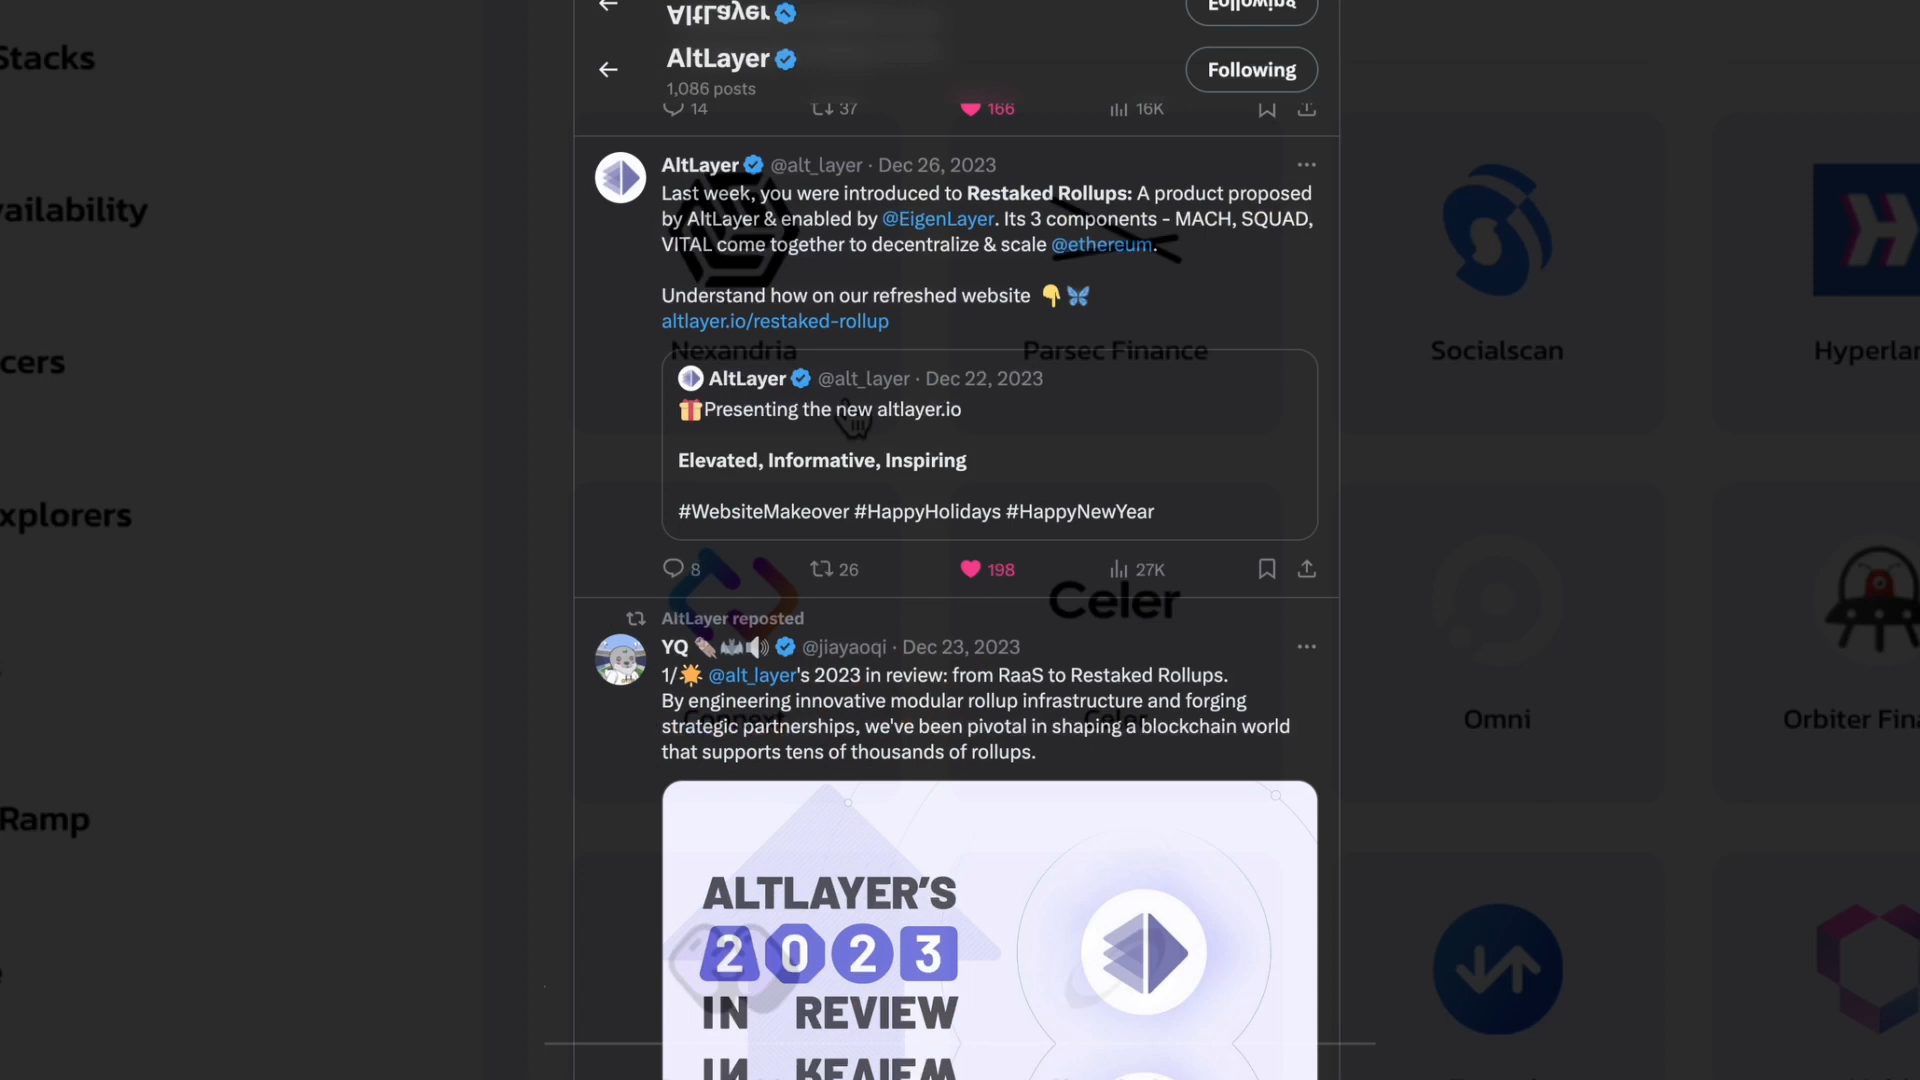 AltLayer
Following
AltLayer
1,086 posts
Following
14 37 166 16K
AltLayer @alt_layer · Dec 26, 2023
Last week, you were introduced to Restaked Rollups: A product proposed
by AltLayer & enabled by @EigenLayer. Its 3 components - MACH, SQUAD,
VITAL come together to decentralize & scale @ethereum.
Understand how on our refreshed website 👇🦋
altlayer.io/restaked-rollup
AltLayer @alt_layer · Dec 22, 2023
🎁Presenting the new altlayer.io
Elevated, Informative, Inspiring
#WebsiteMakeover #HappyHolidays #HappyNewYear
8 26 198 27K
AltLayer reposted
YQ @jiayaoqi · Dec 23, 2023
1/🌟 @alt_layer's 2023 in review: from RaaS to Restaked Rollups.
By engineering innovative modular rollup infrastructure and forging
strategic partnerships, we've been pivotal in shaping a blockchain world
that supports tens of thousands of rollups.
ALTLAYER'S
2023
IN REVIEW
IN REVIEW
Stacks
vailability
cers
xplorers
Ramp
Nexandria
Parsec Finance
Socialscan
Hyperlan
Celer
Connext
Celer
Omni
Orbiter Fina